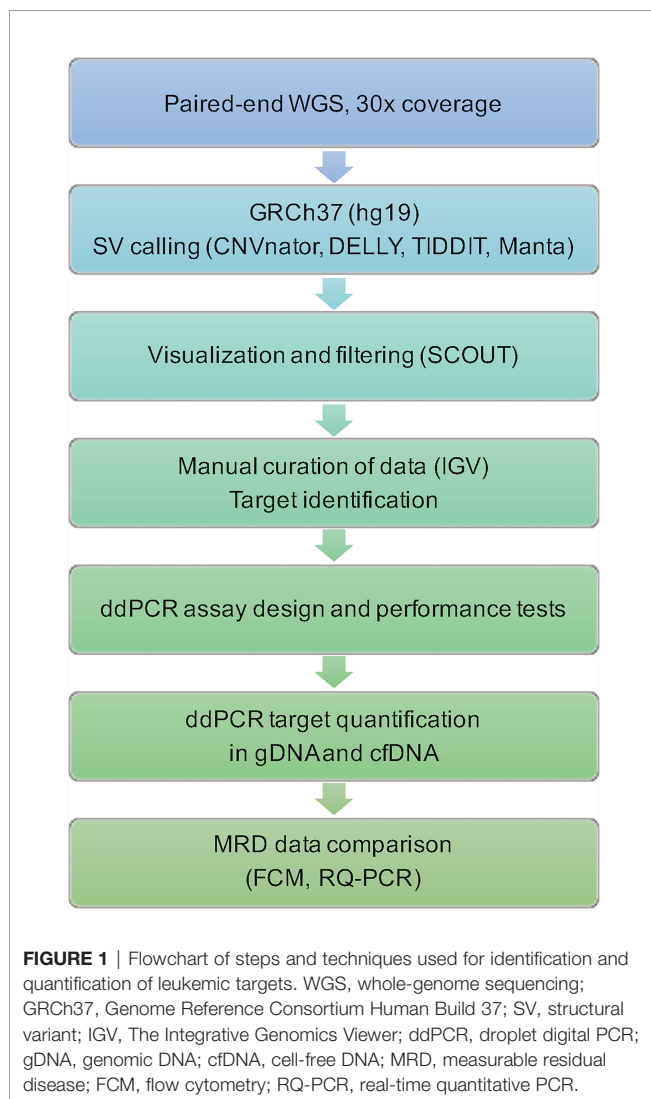 Paired-end WGS, 30x coverage
GRCh37 (hg19)
SV calling (CNVnator, DELLY, TIDDIT, Manta)
Visualization and filtering (SCOUT)
Manual curation of data (IGV)
Target identification
ddPCR assay design and performance tests
ddPCR target quantification
in gDNA and cfDNA
MRD data comparison
(FCM, RQ-PCR)
FIGURE 1 | Flowchart of steps and techniques used for identification and
quantification of leukemic targets. WGS, whole-genome sequencing;
GRCh37, Genome Reference Consortium Human Build 37; SV, structural
variant; IGV, The Integrative Genomics Viewer; ddPCR, droplet digital PCR;
gDNA, genomic DNA; cfDNA, cell-free DNA; MRD, measurable residual
disease; FCM, flow cytometry; RQ-PCR, real-time quantitative PCR.